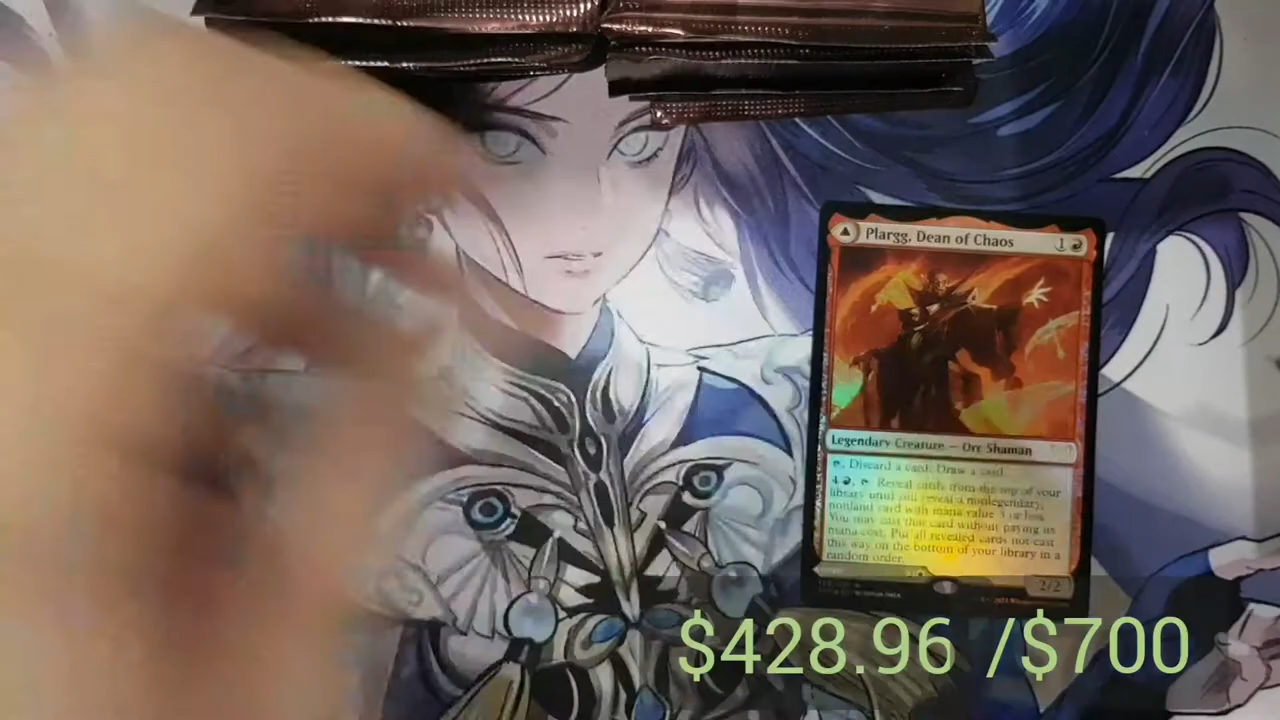 Plargg, Dean of Chaos 1
Legendary Creature — Orc Shaman
, Discard a card: Draw a card.
4 , : Reveal cards from the top of your
library until you reveal a nonlegendary,
nonland card with mana value 3 or less.
You may cast that card without paying its
mana cost. Put all revealed cards not cast
this way on the bottom of your library in a
random order.
2/2
$428.96 /$700